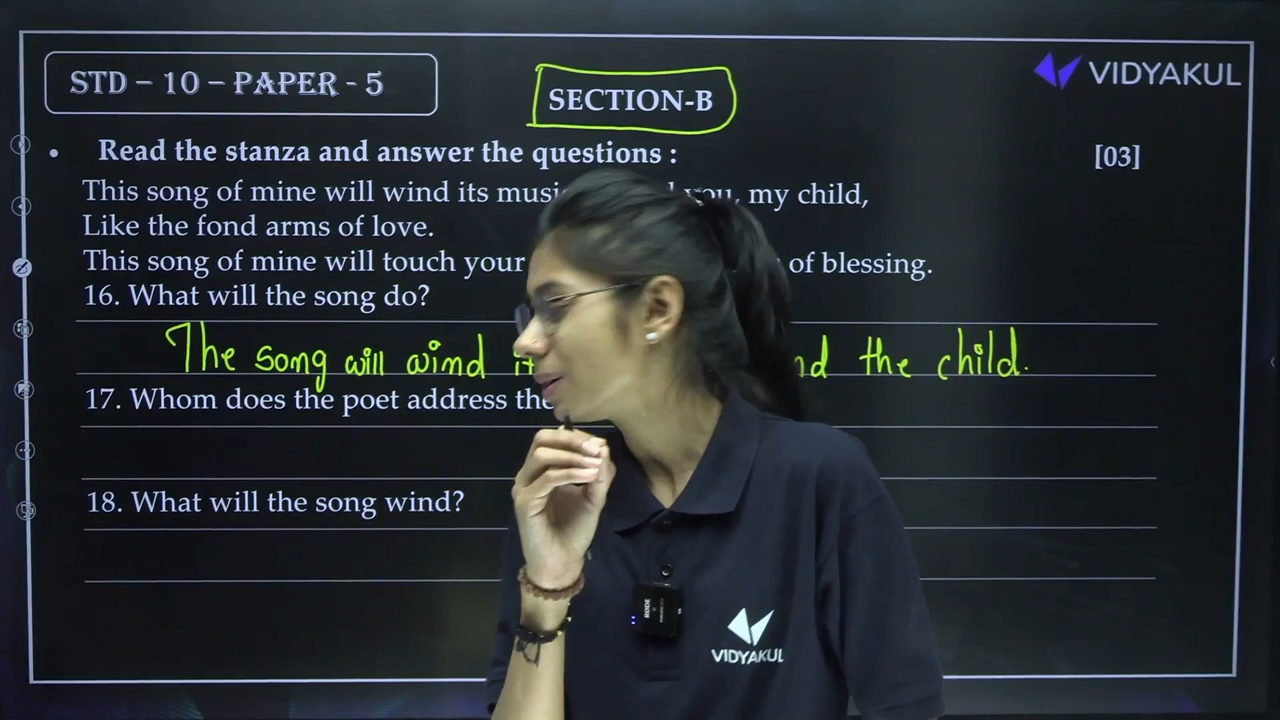 STD – 10 – PAPER - 5
SECTION-B
VIDYAKUL
• Read the stanza and answer the questions : [03]
This song of mine will wind its you, my child,
Like the fond arms of love.
This song of mine will touch your of blessing.
16. What will the song do?
The song will wind the child.
17. Whom does the poet address
18. What will the song wind?
RODE
VIDYAKUL